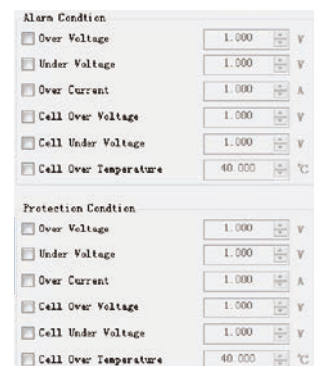 Alarm Condtion
Over Voltage 1.000 V
Under Voltage 1.000 V
Over Current 1.000 A
Cell Over Voltage 1.000 V
Cell Under Voltage 1.000 V
Cell Over Temperature 40.000 ℃
Protection Condtion
Over Voltage 1.000 V
Under Voltage 1.000 V
Over Current 1.000 A
Cell Over Voltage 1.000 V
Cell Under Voltage 1.000 V
Cell Over Temperature 40.000 ℃